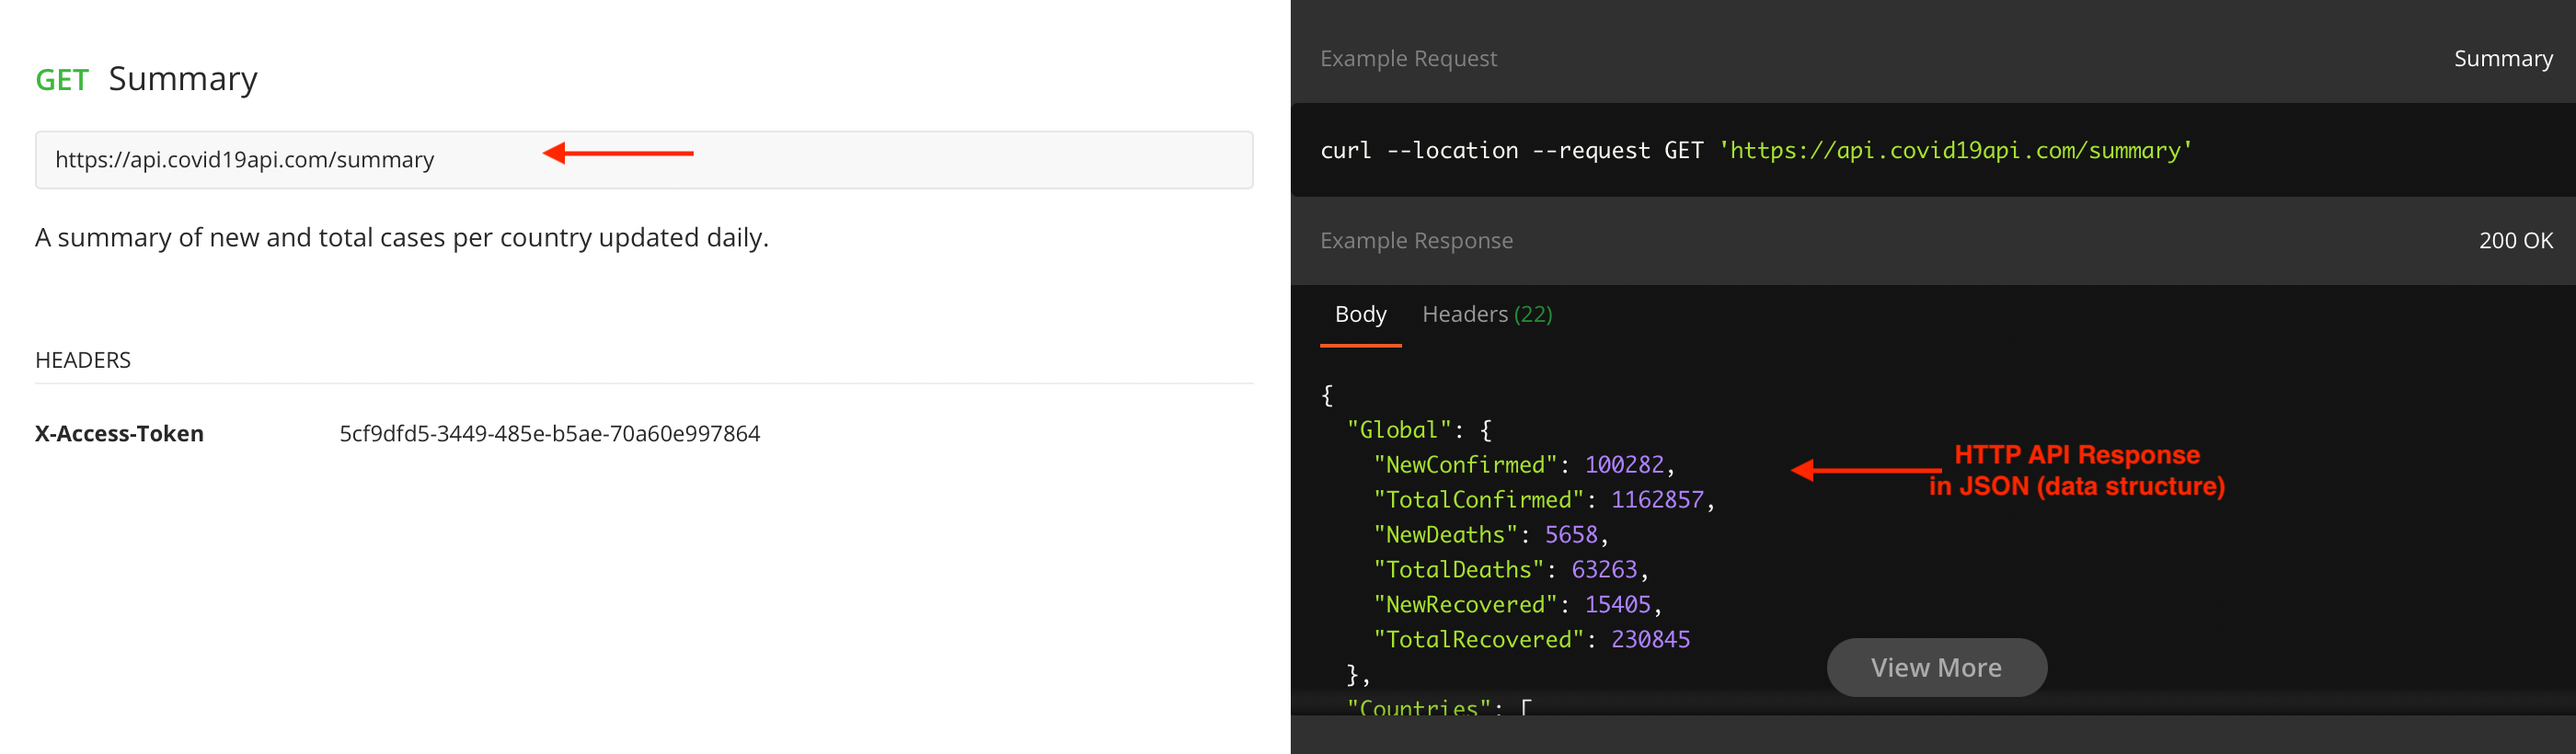 GET Summary
https://api.covid19api.com/summary
A summary of new and total cases per country updated daily.
HEADERS
X-Access-Token 5cf9dfd5-3449-485e-b5ae-70a60e997864
Example Request Summary
curl --location --request GET 'https://api.covid19api.com/summary'
Example Response 200 OK
Body Headers (22)
{
"Global": {
"NewConfirmed": 100282,
"TotalConfirmed": 1162857,
"NewDeaths": 5658,
"TotalDeaths": 63263,
"NewRecovered": 15405,
"TotalRecovered": 230845
},
"Countries": [
HTTP API Response
in JSON (data structure)
View More